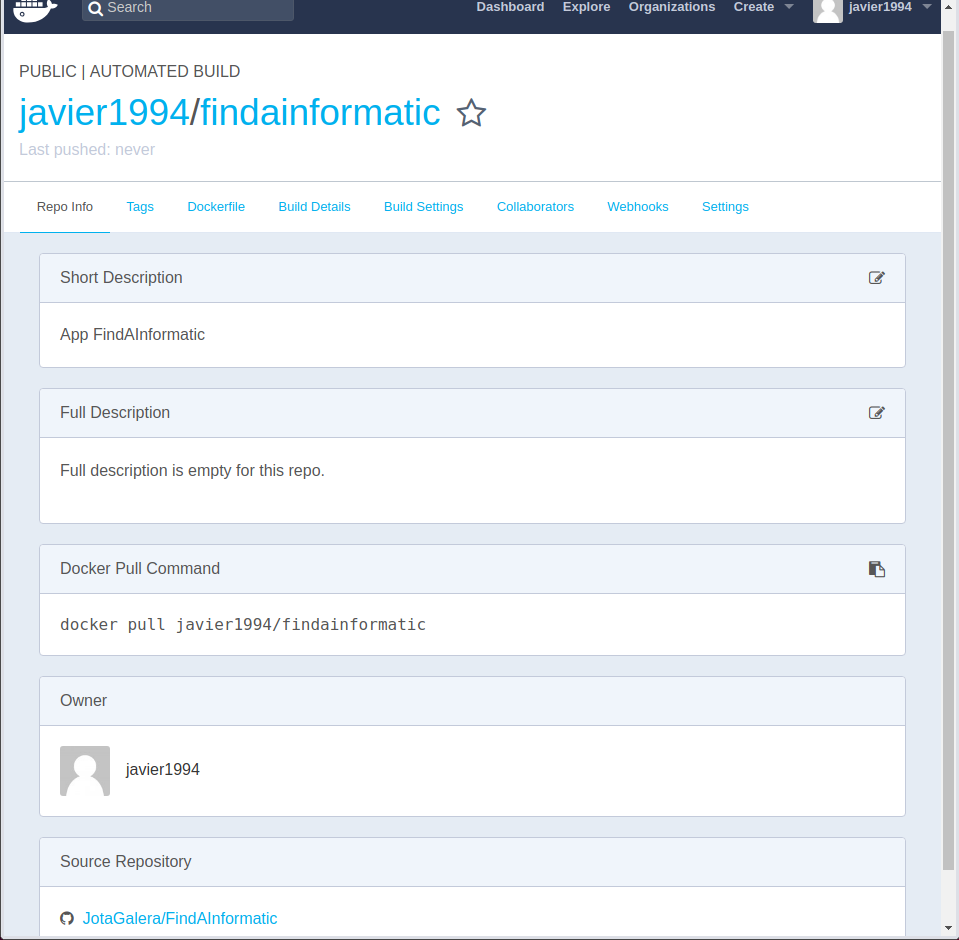 Search Dashboard Explore Organizations Create javier1994
PUBLIC | AUTOMATED BUILD
javier1994/findainformatic
Last pushed: never
Repo Info Tags Dockerfile Build Details Build Settings Collaborators Webhooks Settings
Short Description
App FindAInformatic
Full Description
Full description is empty for this repo.
Docker Pull Command
docker pull javier1994/findainformatic
Owner
javier1994
Source Repository
JotaGalera/FindAInformatic